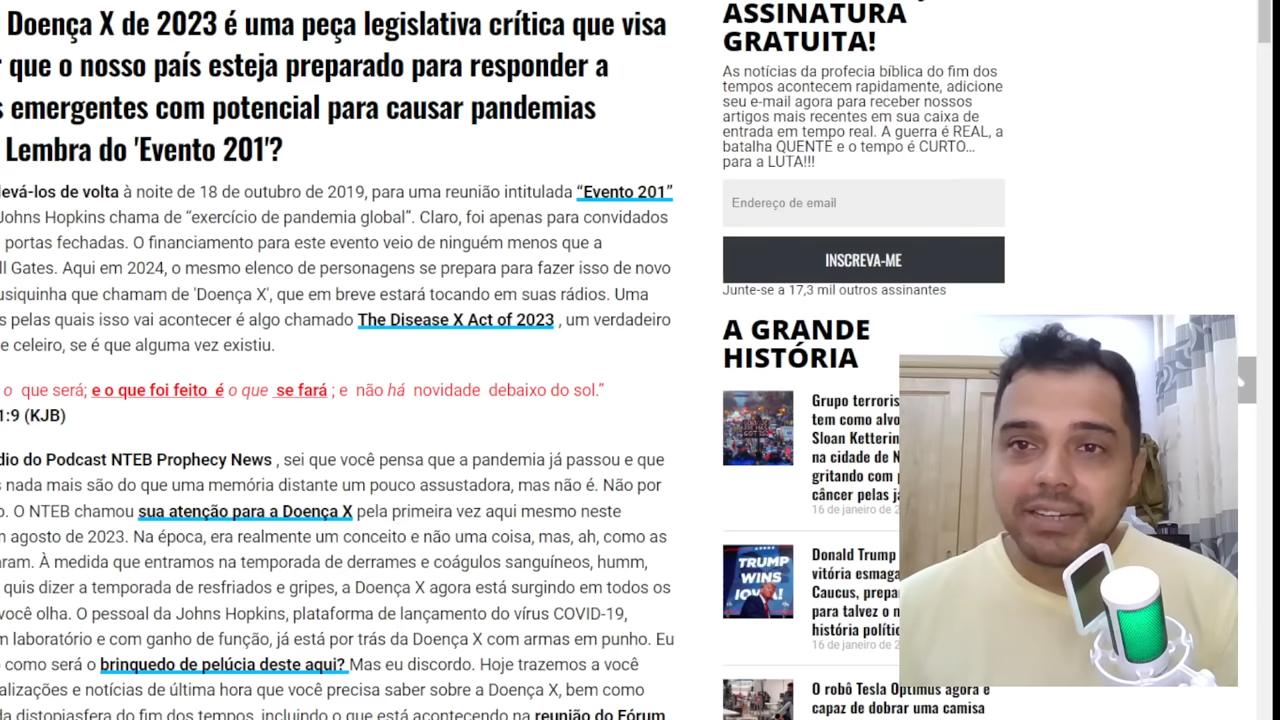 Doença X de 2023 é uma peça legislativa crítica que visa
que o nosso país esteja preparado para responder a
emergentes com potencial para causar pandemias
Lembra do 'Evento 201'?
levá-los de volta à noite de 18 de outubro de 2019, para uma reunião intitulada “Evento 201”
Johns Hopkins chama de “exercício de pandemia global”. Claro, foi apenas para convidados
portas fechadas. O financiamento para este evento veio de ninguém menos que a
ll Gates. Aqui em 2024, o mesmo elenco de personagens se prepara para fazer isso de novo
usiquinha que chamam de 'Doença X', que em breve estará tocando em suas rádios. Uma
s pelas quais isso vai acontecer é algo chamado The Disease X Act of 2023 , um verdadeiro
e celeiro, se é que alguma vez existiu.
o que será; e o que foi feito é o que se fará ; e não há novidade debaixo do sol.”
1:9 (KJB)
dio do Podcast NTEB Prophecy News , sei que você pensa que a pandemia já passou e que
s nada mais são do que uma memória distante um pouco assustadora, mas não é. Não por
o. O NTEB chamou sua atenção para a Doença X pela primeira vez aqui mesmo neste
m agosto de 2023. Na época, era realmente um conceito e não uma coisa, mas, ah, como as
aram. À medida que entramos na temporada de derrames e coágulos sanguíneos, humm,
quis dizer a temporada de resfriados e gripes, a Doença X agora está surgindo em todos os
você olha. O pessoal da Johns Hopkins, plataforma de lançamento do vírus COVID-19,
m laboratório e com ganho de função, já está por trás da Doença X com armas em punho. Eu
como será o brinquedo de pelúcia deste aqui? Mas eu discordo. Hoje trazemos a você
alizações e notícias de última hora que você precisa saber sobre a Doença X, bem como
da distopiasfera do fim dos tempos, incluindo o que está acontecendo na reunião do Fórum
ASSINATURA
GRATUITA!
As notícias da profecia bíblica do fim dos
tempos acontecem rapidamente, adicione
seu e-mail agora para receber nossos
artigos mais recentes em sua caixa de
entrada em tempo real. A guerra é REAL, a
batalha QUENTE e o tempo é CURTO...
para a LUTA!!!
Endereço de email
INSCREVA-ME
Junte-se a 17,3 mil outros assinantes
A GRANDE
HISTÓRIA
Grupo terroris
tem como alvo
Sloan Ketterin
na cidade de N
gritando com p
câncer pelas ja
16 de janeiro de 2
TRUMP
WINS
IOWA!
Donald Trump
vitória esmaga
Caucus, prepa
para talvez o m
história polític
16 de janeiro de 2
O robô Tesla Optimus agora é
capaz de dobrar uma camisa